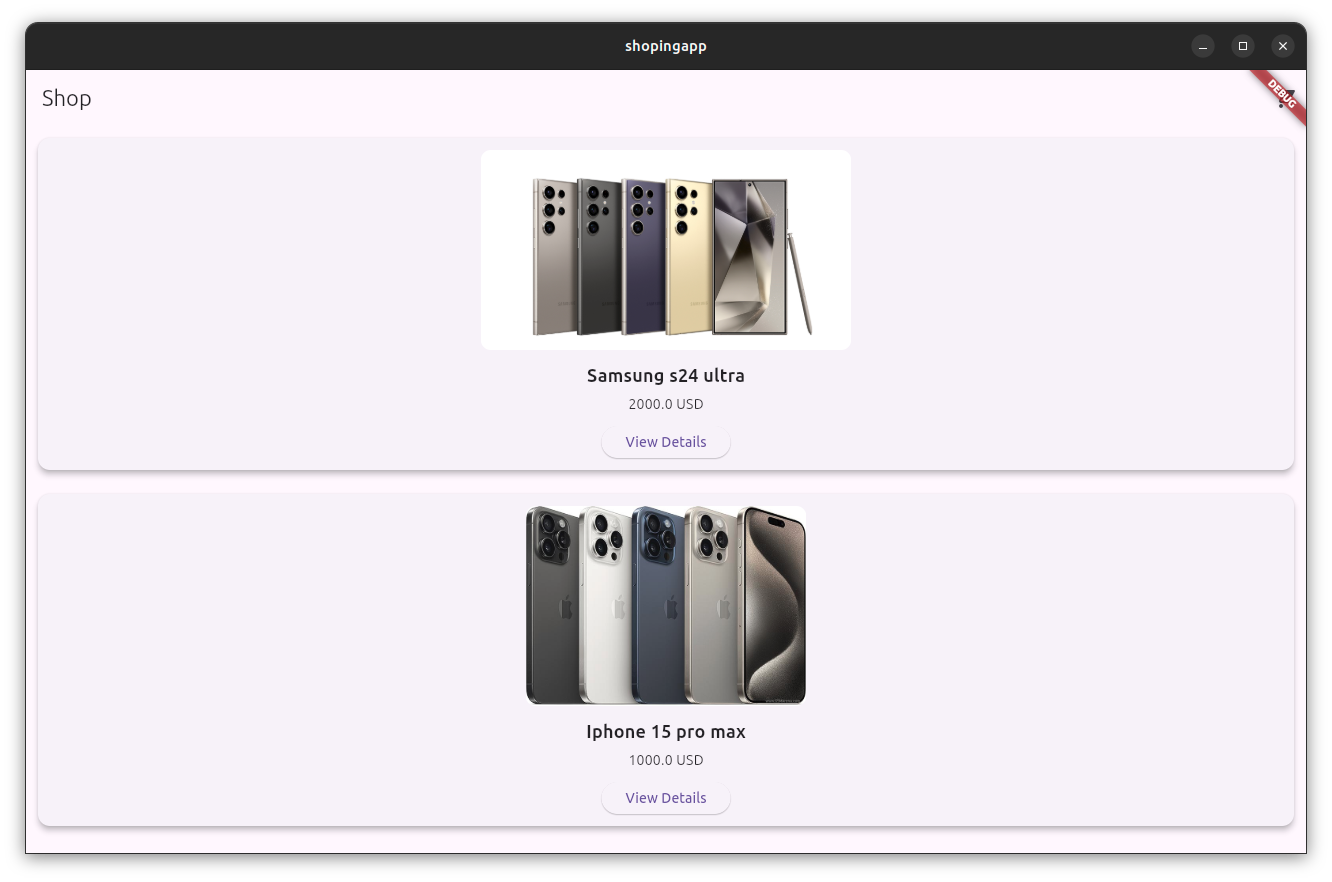 shopingapp
Shop
DEBUG
Samsung s24 ultra
2000.0 USD
View Details
Iphone 15 pro max
1000.0 USD
View Details